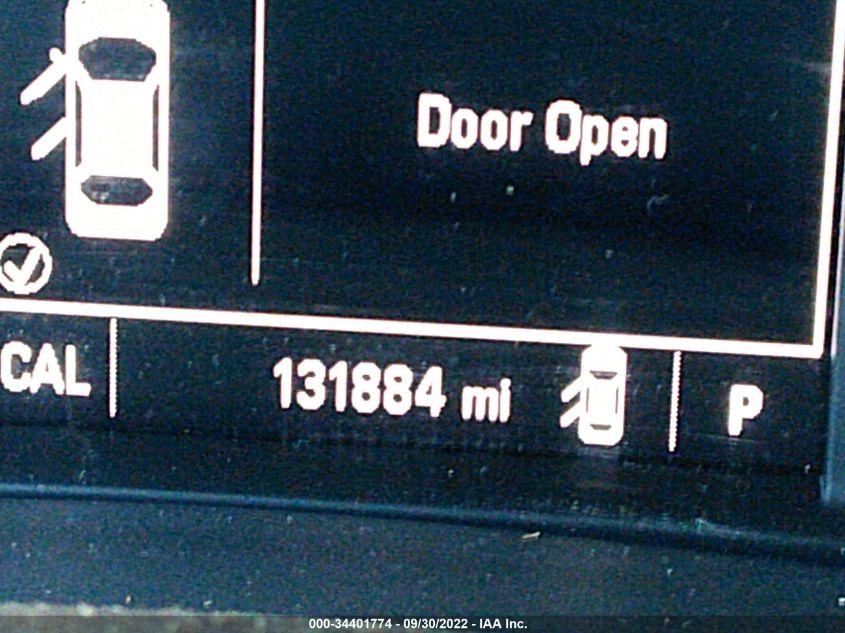 Door Open
CAL 131884 mi P
000-34401774 - 09/30/2022 - IAA Inc.